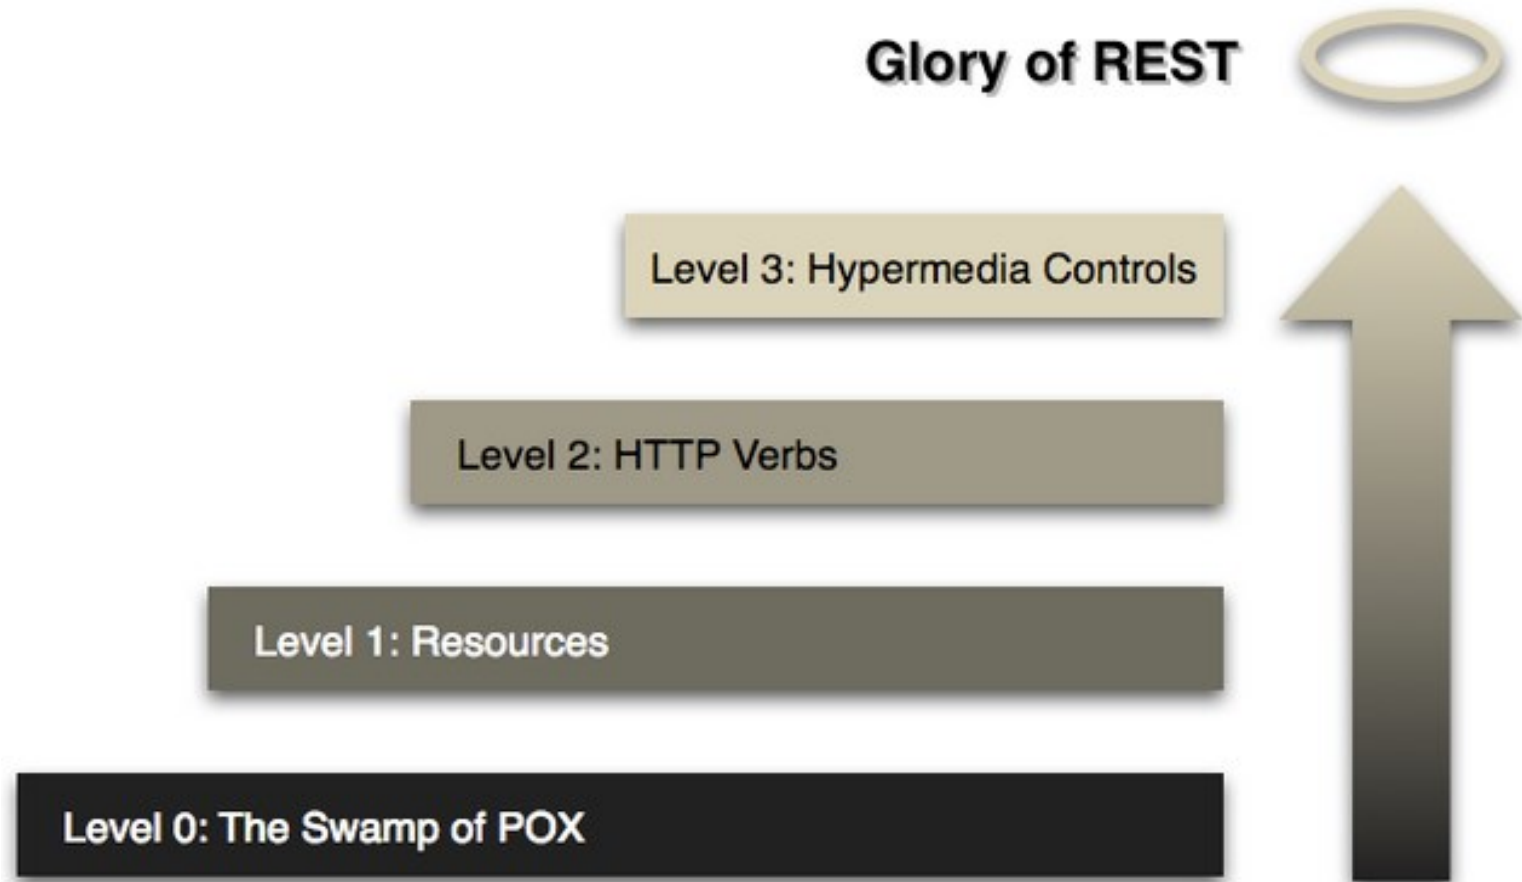 Glory of REST
Level 3: Hypermedia Controls
Level 2: HTTP Verbs
Level 1: Resources
Level 0: The Swamp of POX